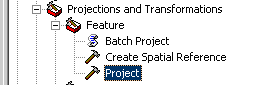 Projections and Transformations
Feature
Batch Project
Create Spatial Reference
Project